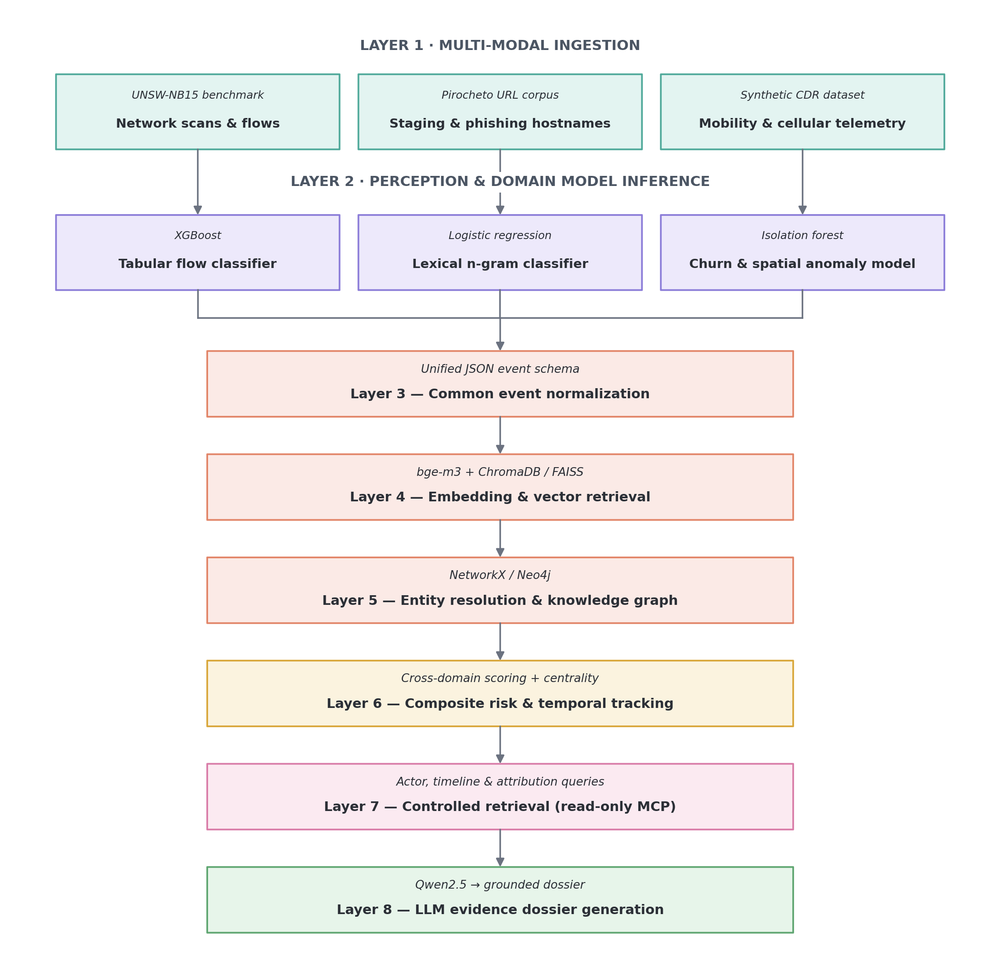 LAYER 1 · MULTI-MODAL INGESTION
UNSW-NB15 benchmark
Network scans & flows
Pirocheto URL corpus
Staging & phishing hostnames
Synthetic CDR dataset
Mobility & cellular telemetry
LAYER 2 · PERCEPTION & DOMAIN MODEL INFERENCE
XGBoost
Tabular flow classifier
Logistic regression
Lexical n-gram classifier
Isolation forest
Churn & spatial anomaly model
Unified JSON event schema
Layer 3 — Common event normalization
bge-m3 + ChromaDB / FAISS
Layer 4 — Embedding & vector retrieval
NetworkX / Neo4j
Layer 5 — Entity resolution & knowledge graph
Cross-domain scoring + centrality
Layer 6 — Composite risk & temporal tracking
Actor, timeline & attribution queries
Layer 7 — Controlled retrieval (read-only MCP)
Qwen2.5 → grounded dossier
Layer 8 — LLM evidence dossier generation